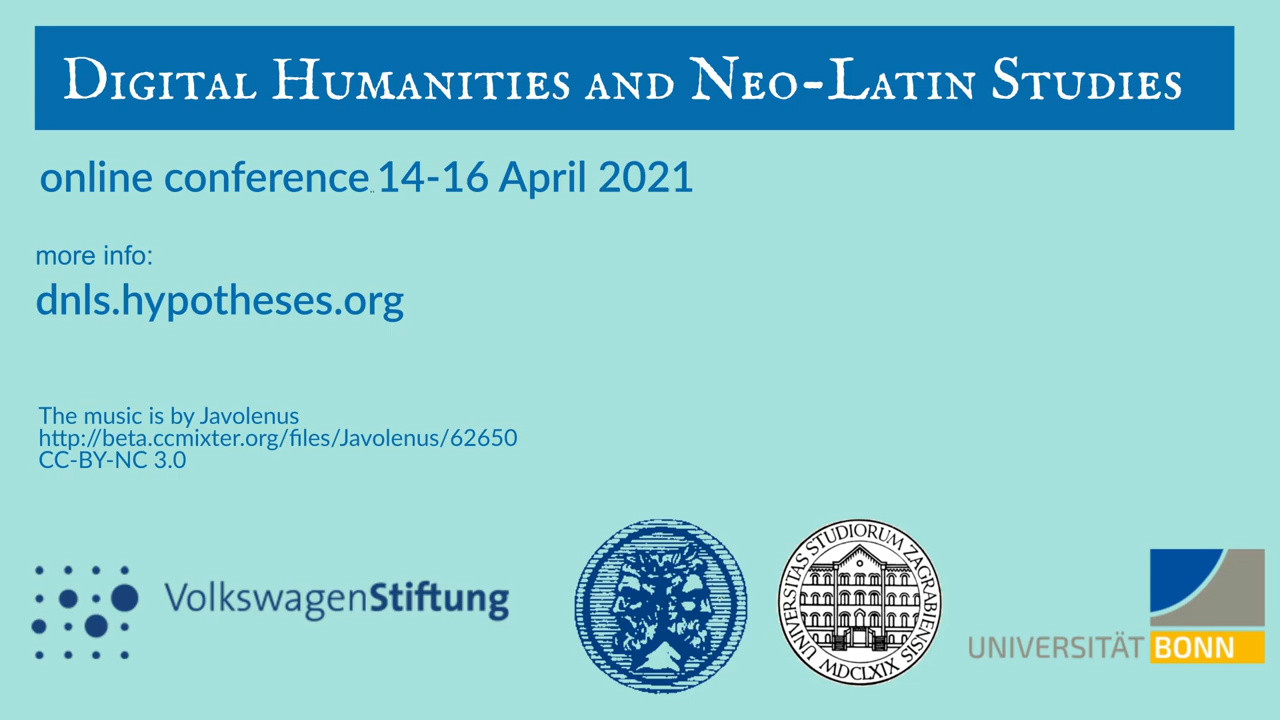 Digital Humanities and Neo-Latin Studies
online conference 14-16 April 2021
more info:
dnls.hypotheses.org
The music is by Javolenus
http://beta.ccmixter.org/files/Javolenus/62650
CC-BY-NC 3.0
VolkswagenStiftung
UNIVERSITAS STUDIORUM ZAGRABIENSIS
MDCLXIX
UNIVERSITÄT BONN